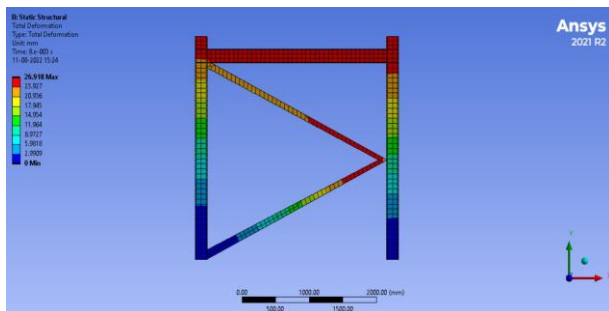 B: Static Structural
Total Deformation
Type: Total Deformation
Unit: mm
Time: 8.e-003 s
11-08-2022 15:24
26.918 Max
23.927
20.936
17.945
14.954
11.964
8.9727
5.9818
2.9909
0 Min
Ansys
2021 R2
Y
0.00
1000.00
2000.00 (mm)
500.00
1500.00